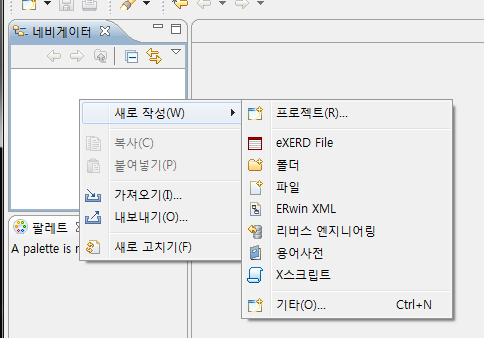 네비게이터
새로 작성(W)
복사(C)
붙여넣기(P)
가져오기(I)...
내보내기(O)...
새로 고치기(F)
프로젝트(R)...
eXERD File
폴더
파일
ERwin XML
리버스 엔지니어링
용어사전
X스크립트
기타(O)... Ctrl+N
팔레트
A palette is